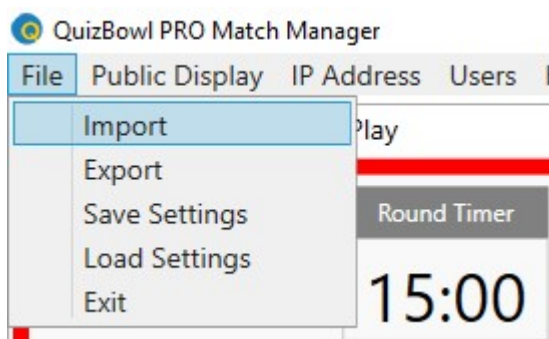 QuizBowl PRO Match Manager
File Public Display IP Address Users
Import
Play
Export
Save Settings
Round Timer
Load Settings
15:00
Exit